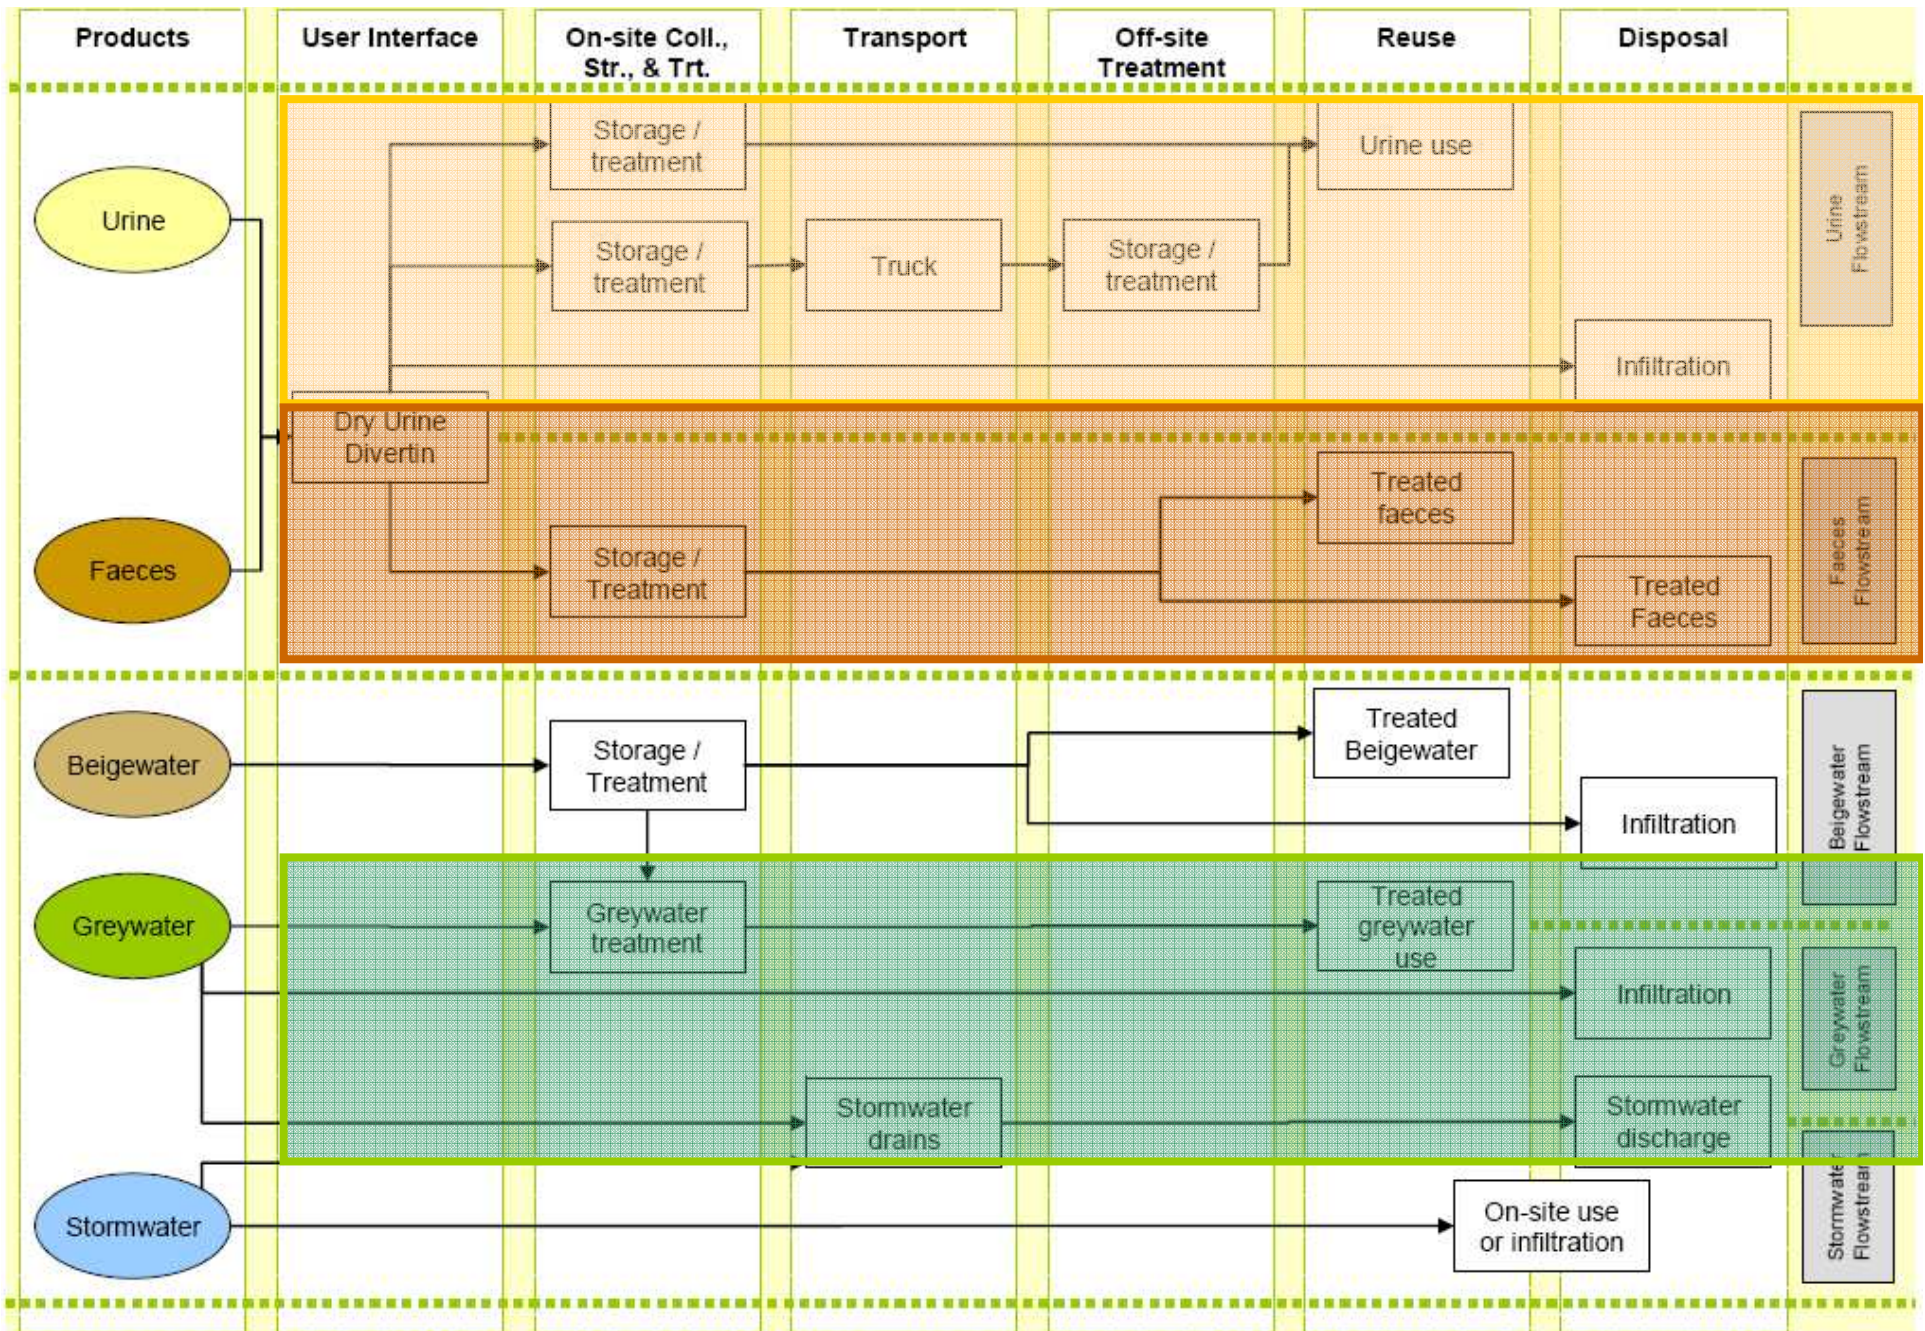 Products
User Interface
On-site Coll.,
Str., & Trt.
Transport
Off-site
Treatment
Reuse
Disposal
Urine
Storage /
treatment
Urine use
Storage /
treatment
Truck
Storage /
treatment
Infiltration
Urine
Flowstream
Dry Urine
Divertin
Faeces
Storage /
Treatment
Treated
faeces
Treated
Faeces
Faeces
Flowstream
Beigewater
Storage /
Treatment
Treated
Beigewater
Infiltration
Beigewater
Flowstream
Greywater
Greywater
treatment
Treated
greywater
use
Infiltration
Greywater
Flowstream
Stormwater
drains
Stormwater
discharge
Stormwater
On-site use
or infiltration
Stormwater
Flowstream